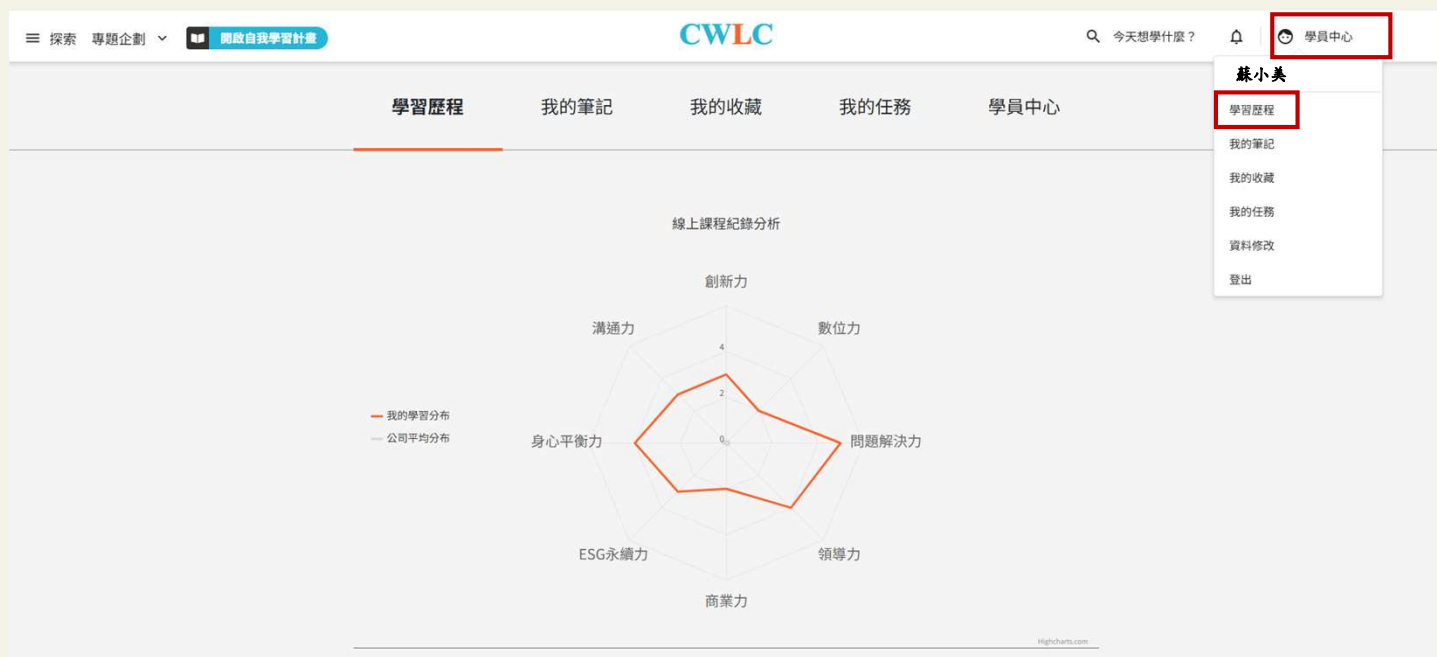 探索 專題企劃 開啟自我學習計畫 CWLC 今天想學什麼？ 學員中心
蘇小美
學習歷程 我的筆記 我的收藏 我的任務 學員中心
學習歷程
我的筆記
我的收藏
我的任務
資料修改
登出
線上課程紀錄分析
創新力
溝通力 數位力
4
2
我的學習分布
公司平均分布
身心平衡力 0 問題解決力
ESG永續力 領導力
商業力
Highcharts.com